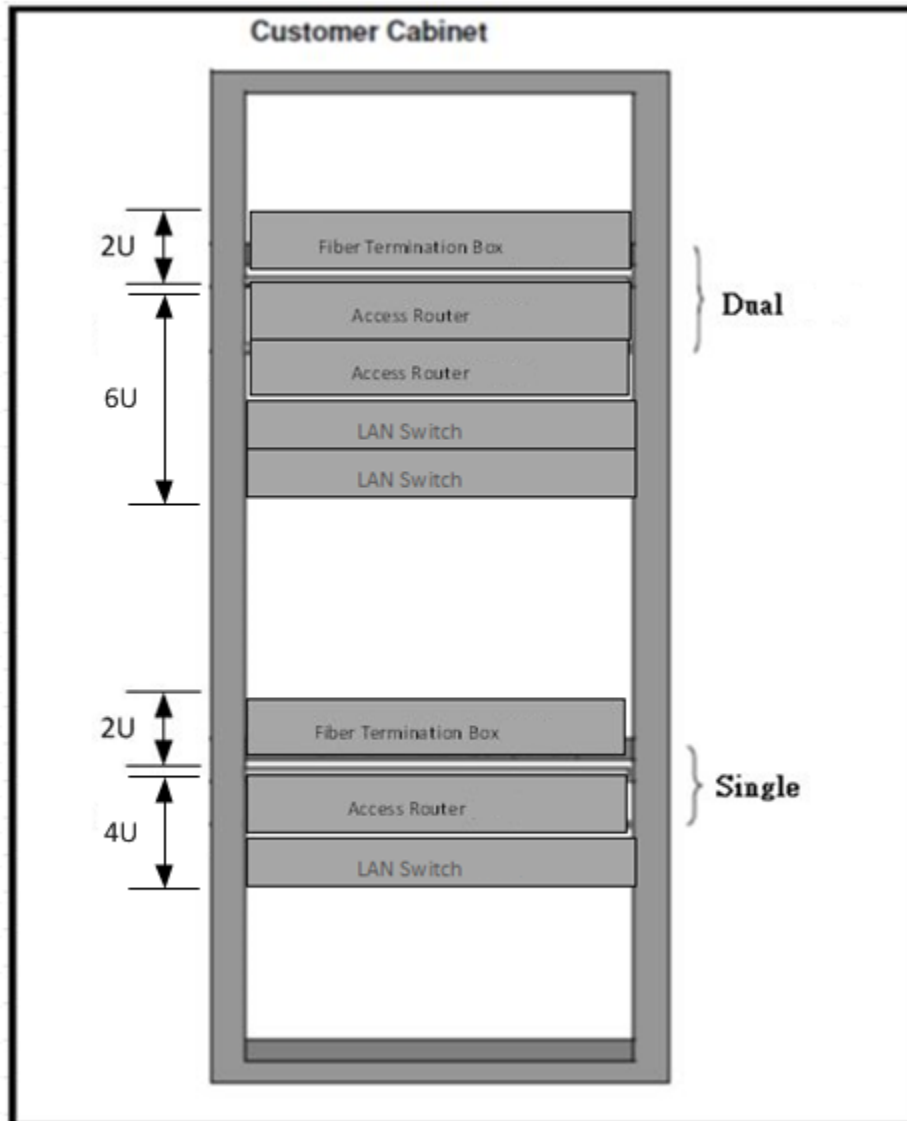 Customer Cabinet
2U
Fiber Termination Box
Access Router
Dual
Access Router
6U
LAN Switch
LAN Switch
2U
Fiber Termination Box
Single
Access Router
4U
LAN Switch